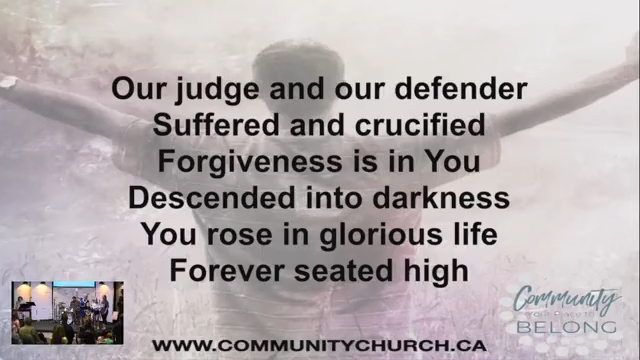 Our judge and our defender
Suffered and crucified
Forgiveness is in You
Descended into darkness
You rose in glorious life
Forever seated high
Community
BELONG
WWW.COMMUNITYCHURCH.CA